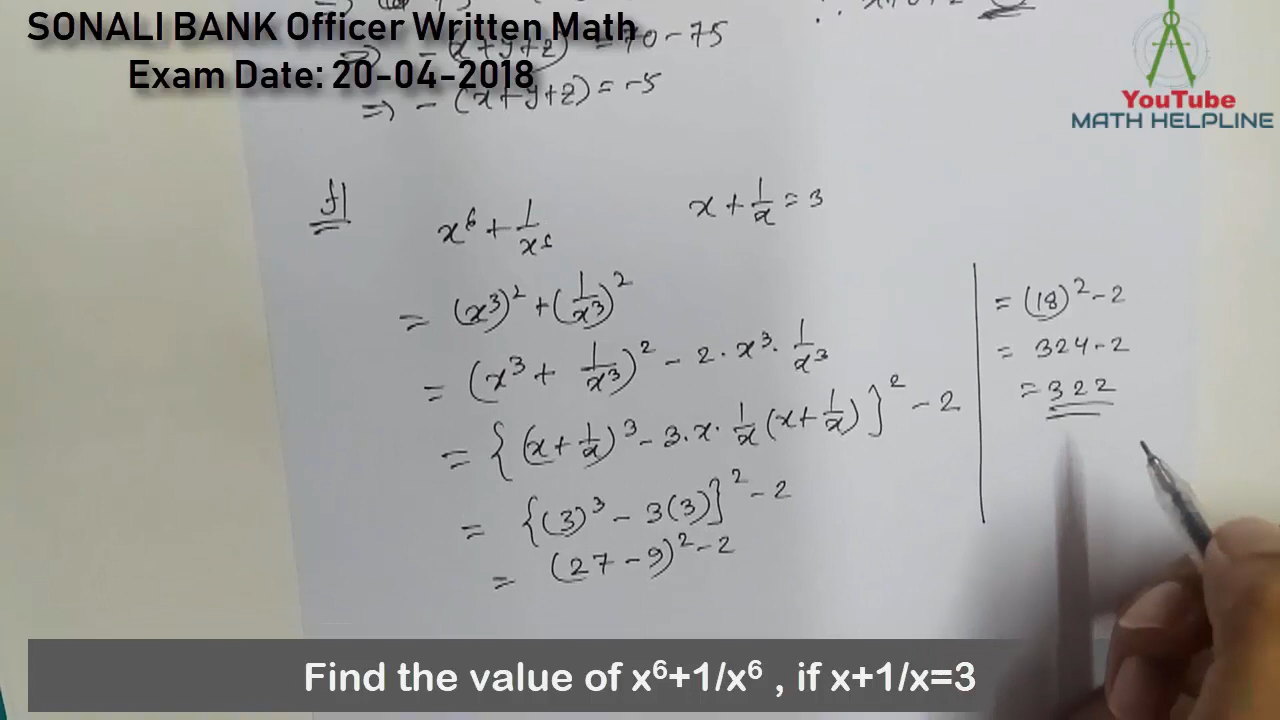 SONALI BANK Officer Written Math
Exam Date: 20-04-2018
YouTube
MATH HELPLINE
⇒ -(x+y+z) = 70-75
⇒ -(x+y+z) = -5
f|
x⁶ + 1/x⁶
x + 1/x = 3
= (x³)² + (1/x³)²
= (x³ + 1/x³)² - 2 · x³ · 1/x³
= {(x + 1/x)³ - 3·x· 1/x (x + 1/x)}² - 2
= {(3)³ - 3(3)}² - 2
= (27 - 9)² - 2
= (18)² - 2
= 324 - 2
= 322
Find the value of x⁶+1/x⁶ , if x+1/x=3